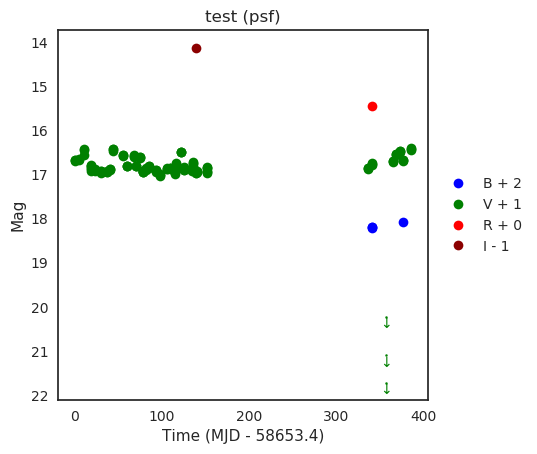 test (psf)
14
15
16
17
18
19
20
21
22
Mag
0
100
200
300
400
Time (MJD - 58653.4)
B + 2
V + 1
R + 0
I - 1